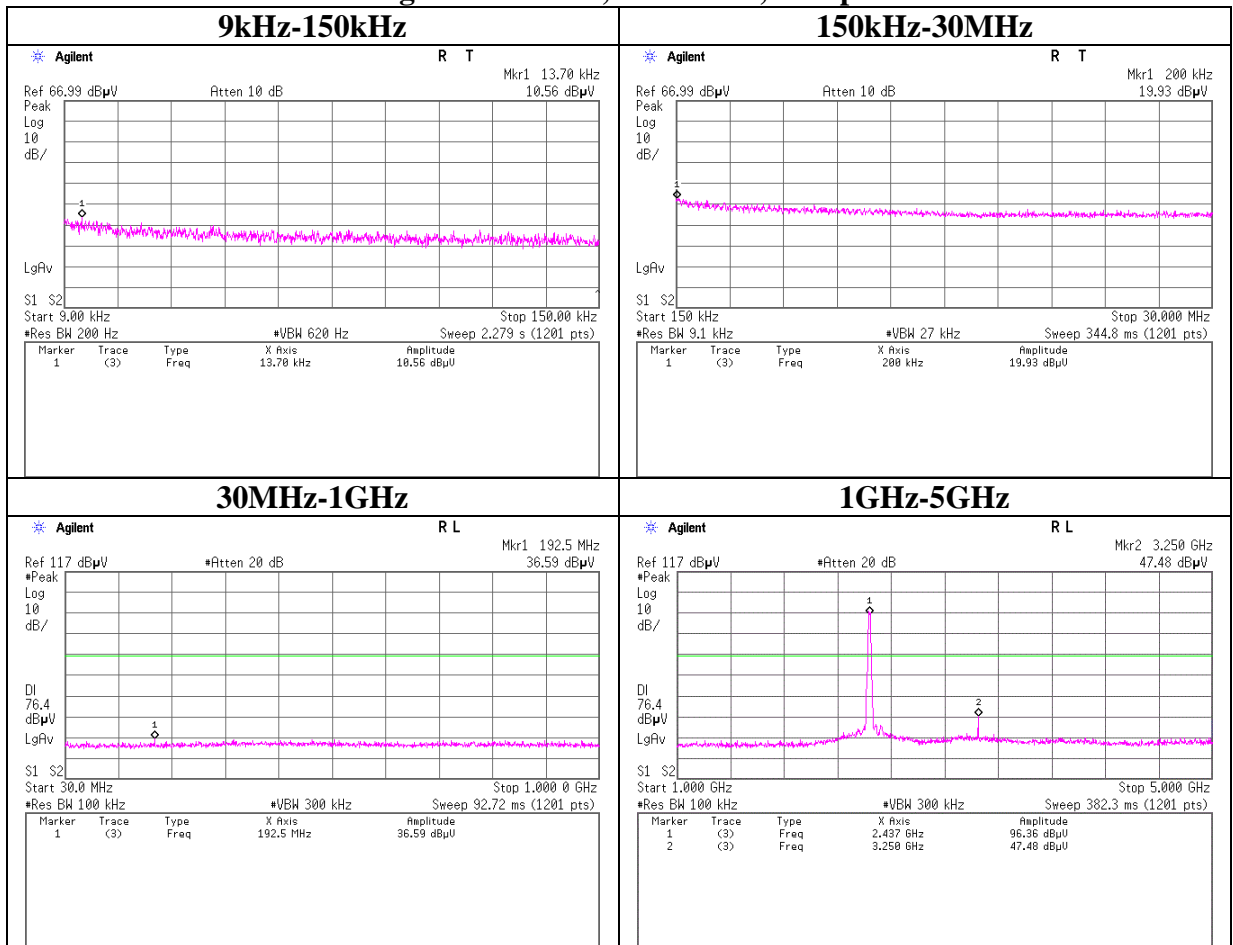 9kHz-150kHz
Agilent
R T
Mkr1 13.70 kHz
Ref 66.99 dBµV
Atten 10 dB
10.56 dBµV
Peak
Log
10
dB/
1
LgAv
S1 S2
Start 9.00 kHz
Stop 150.00 kHz
#Res BW 200 Hz
#VBW 620 Hz
Sweep 2.279 s (1201 pts)
Marker Trace Type X Axis Amplitude
1 (3) Freq 13.70 kHz 10.56 dBµV
150kHz-30MHz
Agilent
R T
Mkr1 200 kHz
Ref 66.99 dBµV
Atten 10 dB
19.93 dBµV
Peak
Log
10
dB/
1
LgAv
S1 S2
Start 150 kHz
Stop 30.000 MHz
#Res BW 9.1 kHz
#VBW 27 kHz
Sweep 344.8 ms (1201 pts)
Marker Trace Type X Axis Amplitude
1 (3) Freq 200 kHz 19.93 dBµV
30MHz-1GHz
Agilent
R L
Mkr1 192.5 MHz
Ref 117 dBµV
#Atten 20 dB
36.59 dBµV
#Peak
Log
10
dB/
DI
76.4
dBµV
1
LgAv
S1 S2
Start 30.0 MHz
Stop 1.000 0 GHz
#Res BW 100 kHz
#VBW 300 kHz
Sweep 92.72 ms (1201 pts)
Marker Trace Type X Axis Amplitude
1 (3) Freq 192.5 MHz 36.59 dBµV
1GHz-5GHz
Agilent
R L
Mkr2 3.250 GHz
Ref 117 dBµV
#Atten 20 dB
47.48 dBµV
#Peak
Log
10
dB/
1
DI
76.4
dBµV
2
LgAv
S1 S2
Start 1.000 GHz
Stop 5.000 GHz
#Res BW 100 kHz
#VBW 300 kHz
Sweep 382.3 ms (1201 pts)
Marker Trace Type X Axis Amplitude
1 (3) Freq 2.437 GHz 96.36 dBµV
2 (3) Freq 3.250 GHz 47.48 dBµV